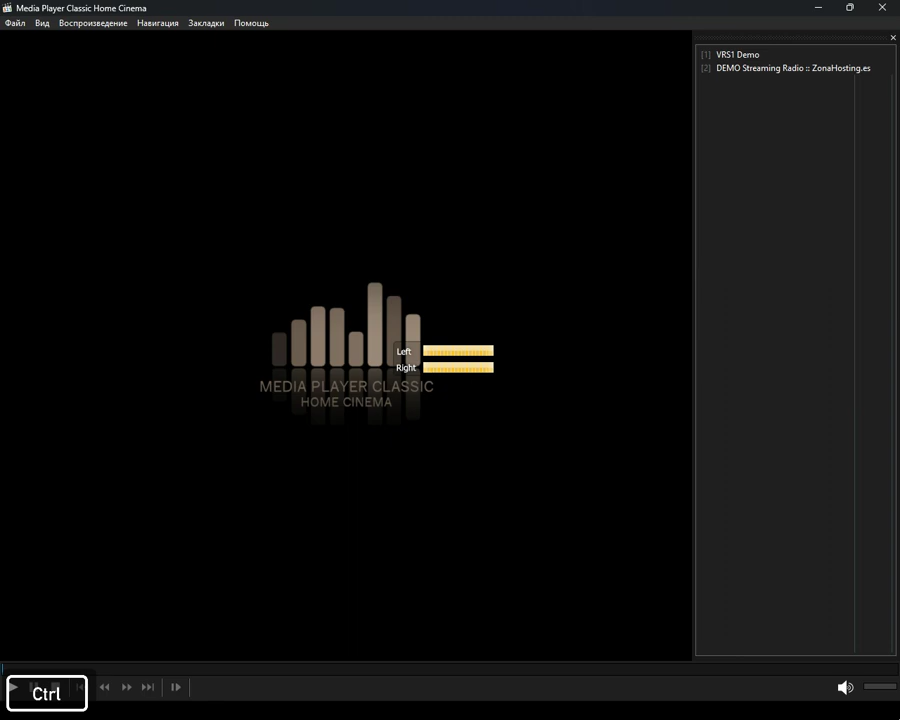 Media Player Classic Home Cinema
Файл Вид Воспроизведение Навигация Закладки Помощь
[1] VRS1 Demo
[2] DEMO Streaming Radio :: ZonaHosting.es
Left
Right
MEDIA PLAYER CLASSIC
HOME CINEMA
Ctrl